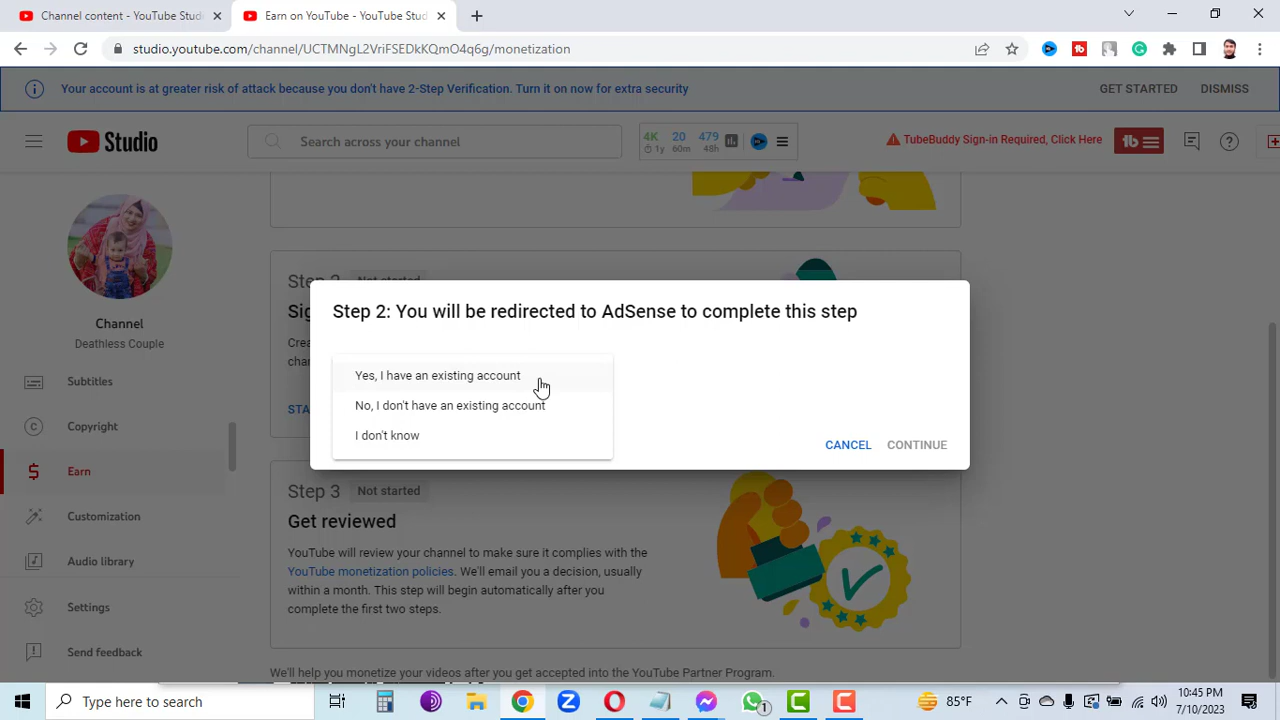 Channel content - YouTube Stud
Earn on YouTube - YouTube Stud
studio.youtube.com/channel/UCTMNgL2VriFSEDkKQmO4q6g/monetization
Your account is at greater risk of attack because you don't have 2-Step Verification. Turn it on now for extra security
GET STARTED
DISMISS
Studio
Search across your channel
4K 20 479
1y 60m 48h
TubeBuddy Sign-in Required, Click Here
tb
Channel
Deathless Couple
Subtitles
Copyright
Earn
Customization
Audio library
Settings
Send feedback
Not started
Step 2: You will be redirected to AdSense to complete this step
Yes, I have an existing account
No, I don't have an existing account
I don't know
CANCEL
CONTINUE
Step 3
Not started
Get reviewed
YouTube will review your channel to make sure it complies with the
YouTube monetization policies. We'll email you a decision, usually
within a month. This step will begin automatically after you
complete the first two steps.
We'll help you monetize your videos after you get accepted into the YouTube Partner Program.
Type here to search
1
85°F
10:45 PM
7/10/2023